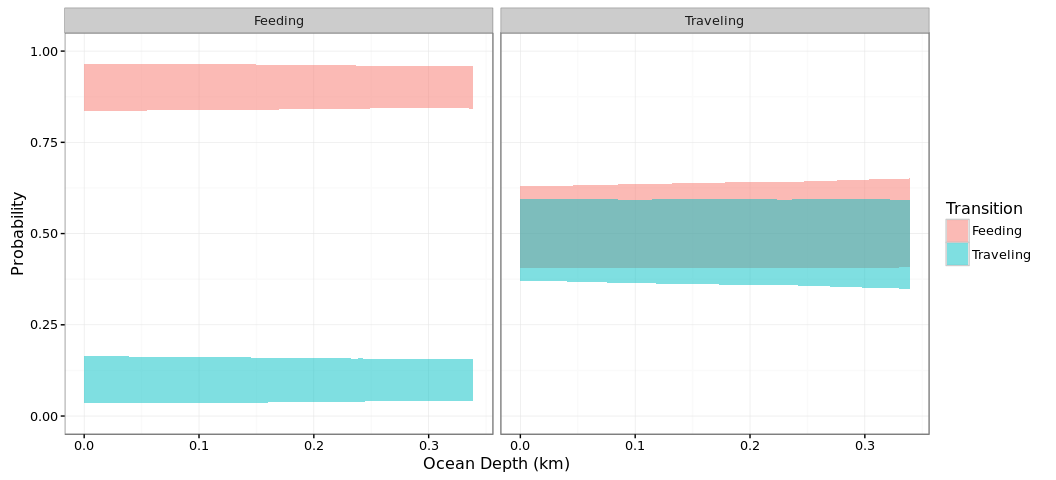 Feeding
Traveling
1.00
0.75
0.50
0.25
0.00
Probability
0.0 0.1 0.2 0.3
0.0 0.1 0.2 0.3
Ocean Depth (km)
Transition
Feeding
Traveling